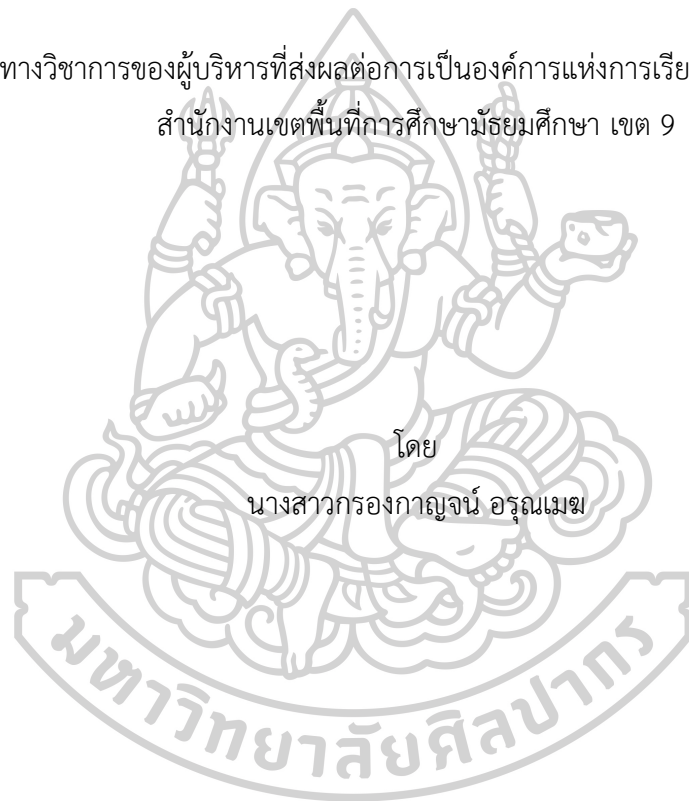 ทางวิชาการของผู้บริหารที่ส่งผลต่อการเป็นองค์การแห่งการเรีย
สำนักงานเขตพื้นที่การศึกษามัธยมศึกษา เขต 9
โดย
นางสาวกรองกาญจน์ อรุณเมฆ
มหาวิทยาลัยศิลปากร